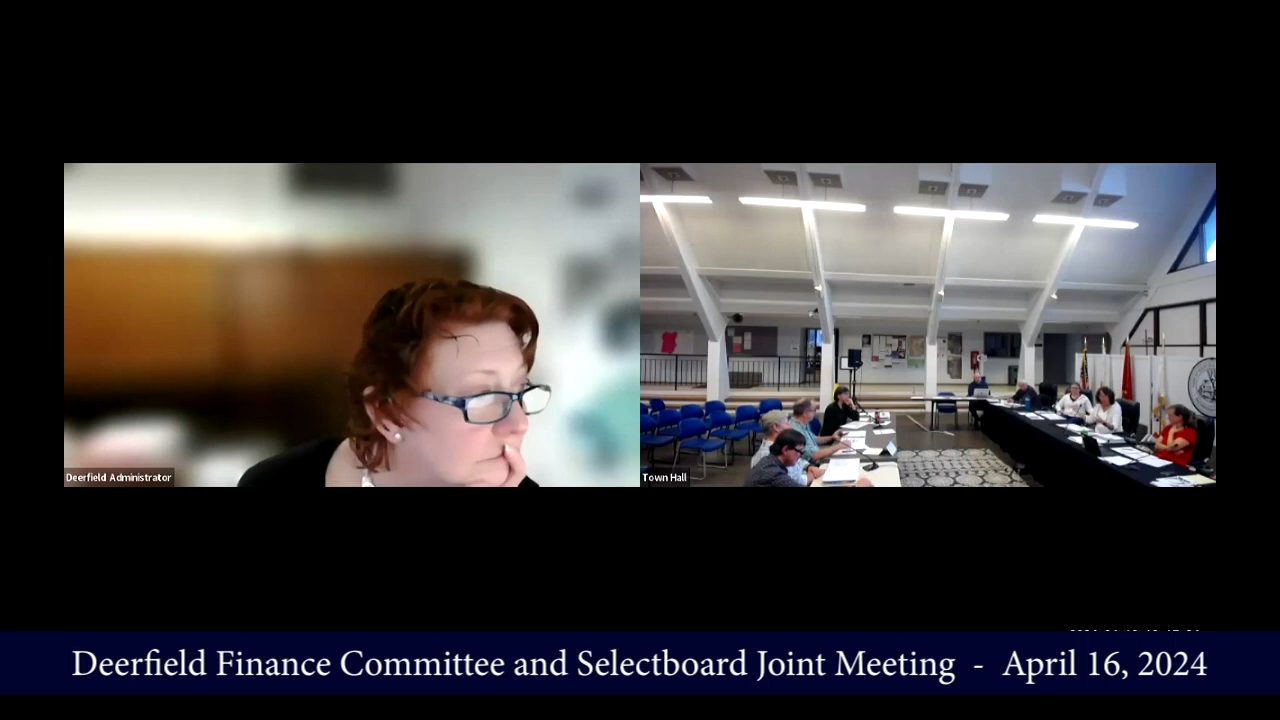 Deerfield Administrator
Town Hall
Deerfield Finance Committee and Selectboard Joint Meeting - April 16, 2024